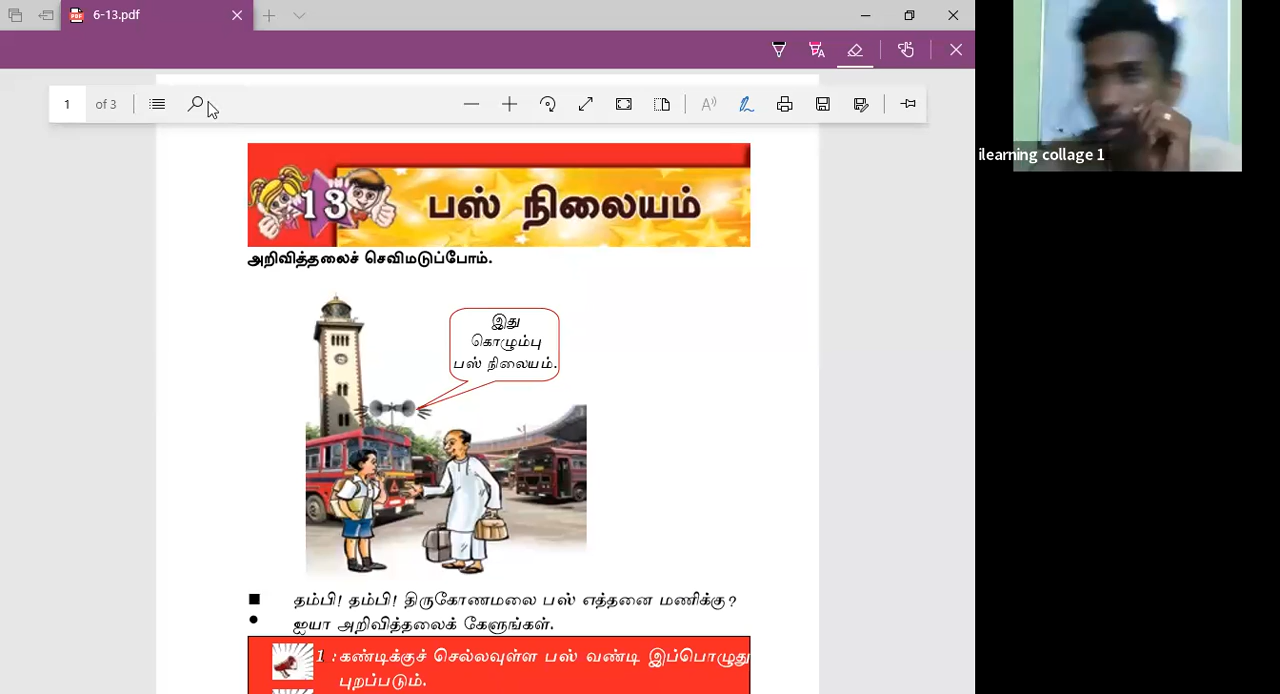 6-13.pdf
1 of 3
13 பஸ் நிலையம்
அறிவித்தலைச் செவிமடுப்போம்.
இது
கொழும்பு
பஸ் நிலையம்.
■ தம்பி! தம்பி! திருகோணமலை பஸ் எத்தனை மணிக்கு?
● ஐயா அறிவித்தலைக் கேளுங்கள்.
1 : கண்டிக்குச் செல்லவுள்ள பஸ் வண்டி இப்பொழுது
புறப்படும்.
ilearning collage 1